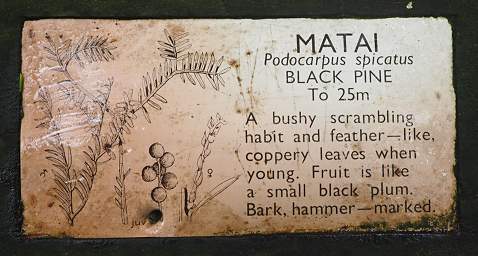 MATAI
Podocarpus spicatus
BLACK PINE
To 25m
A bushy scrambling
habit and feather—like,
coppery leaves when
young. Fruit is like
a small black plum.
Bark, hammer—marked.
♂
♀